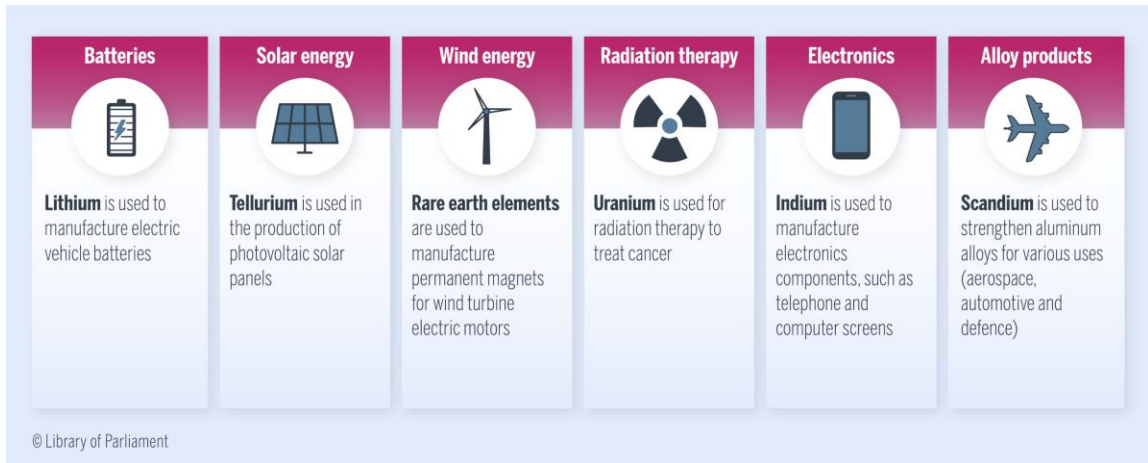 Batteries
Lithium is used to
manufacture electric
vehicle batteries
Solar energy
Tellurium is used in
the production of
photovoltaic solar
panels
Wind energy
Rare earth elements
are used to
manufacture
permanent magnets
for wind turbine
electric motors
Radiation therapy
Uranium is used for
radiation therapy to
treat cancer
Electronics
Indium is used to
manufacture
electronics
components, such as
telephone and
computer screens
Alloy products
Scandium is used to
strengthen aluminum
alloys for various uses
(aerospace,
automotive and
defence)
© Library of Parliament